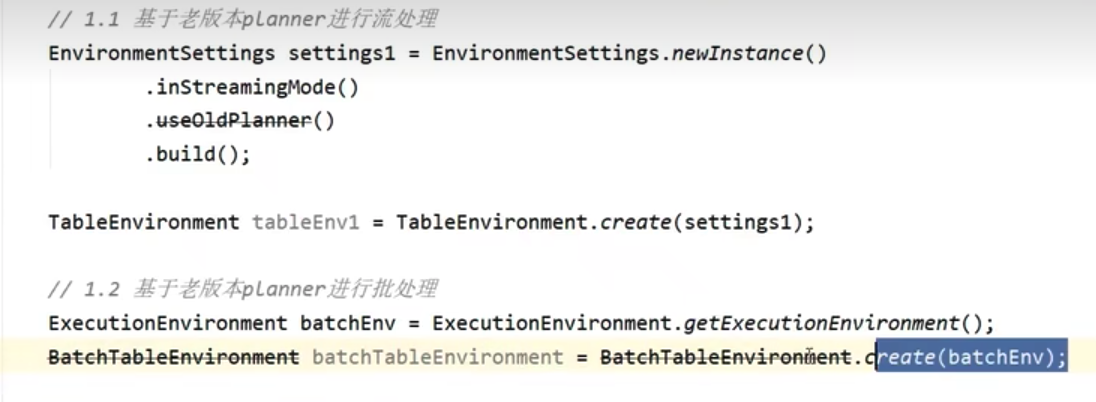 // 1.1 基于老版本planner进行流处理
EnvironmentSettings settings1 = EnvironmentSettings.newInstance()
.inStreamingMode()
.useOldPlanner()
.build();
TableEnvironment tableEnv1 = TableEnvironment.create(settings1);
// 1.2 基于老版本planner进行批处理
ExecutionEnvironment batchEnv = ExecutionEnvironment.getExecutionEnvironment();
BatchTableEnvironment batchTableEnvironment = BatchTableEnvironment.create(batchEnv);